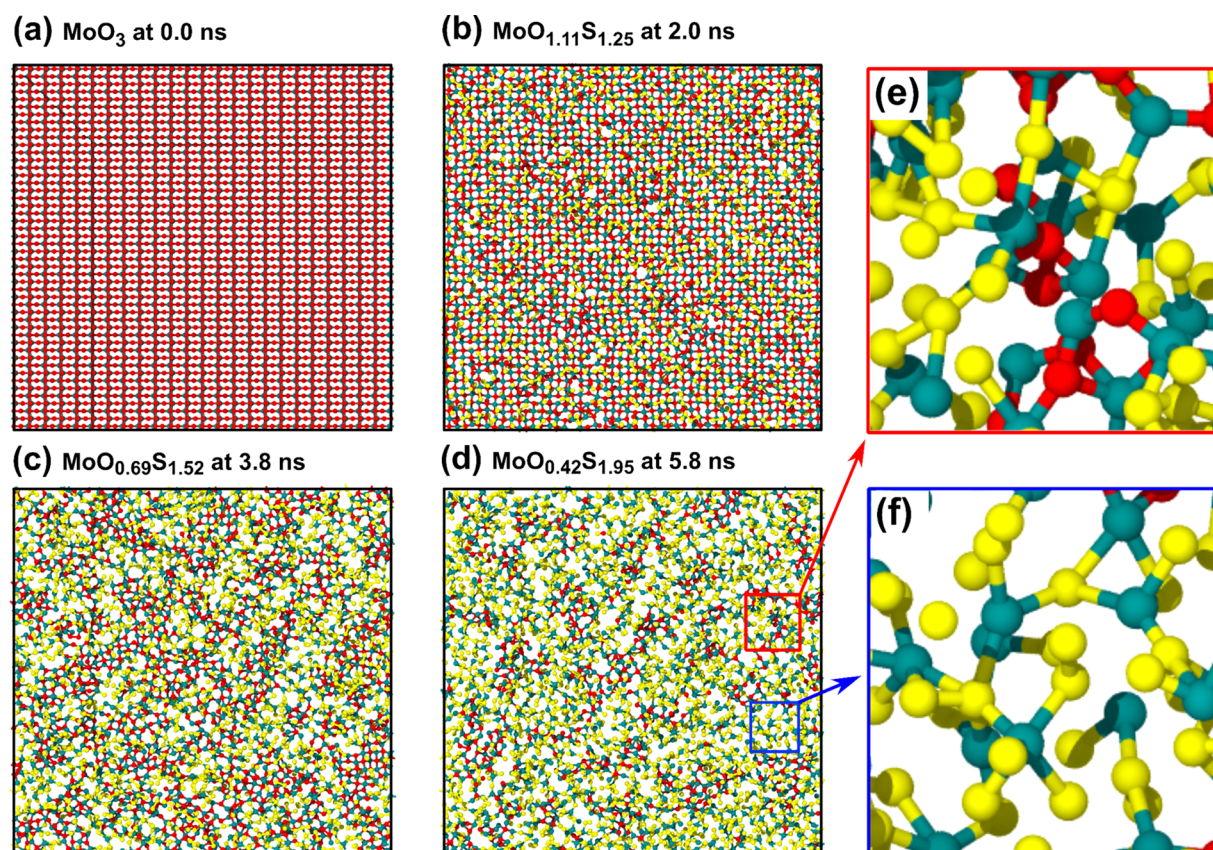 (a) MoO₃ at 0.0 ns
(b) MoO₁.₁₁S₁.₂₅ at 2.0 ns
(e)
(c) MoO₀.₆₉S₁.₅₂ at 3.8 ns
(d) MoO₀.₄₂S₁.₉₅ at 5.8 ns
(f)